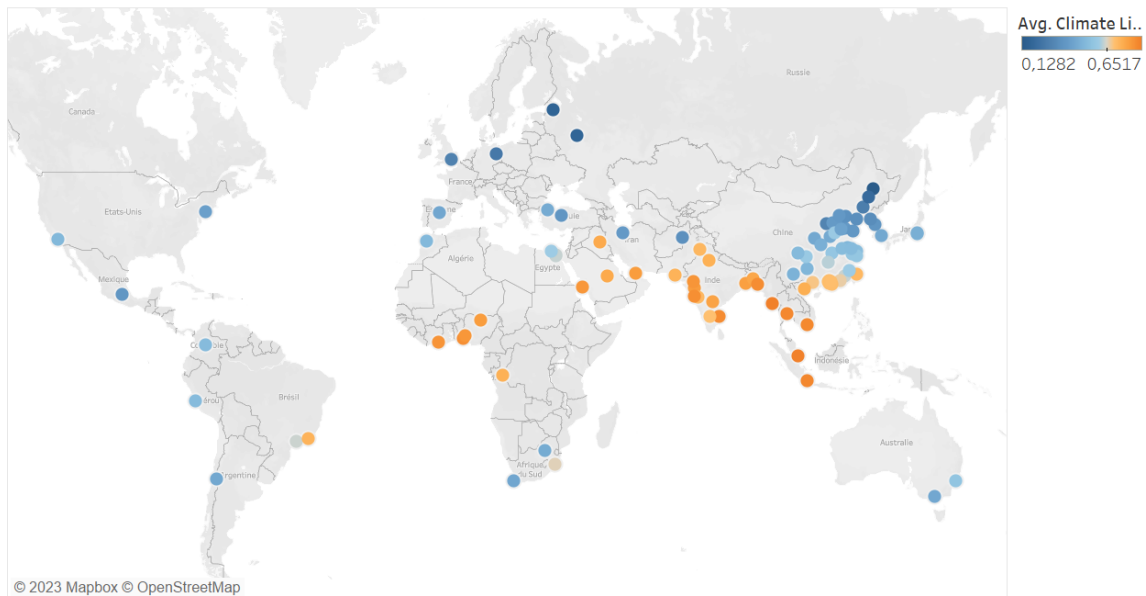 Avg. Climate Li..
0,1282 0,6517
Russie
Canada
France
Etats-Unis
Chine
Iran
Algérie
Egypte
Mexique
Inde
Indonésie
Brésil
Australie
Argentine
Afrique
du Sud
© 2023 Mapbox © OpenStreetMap